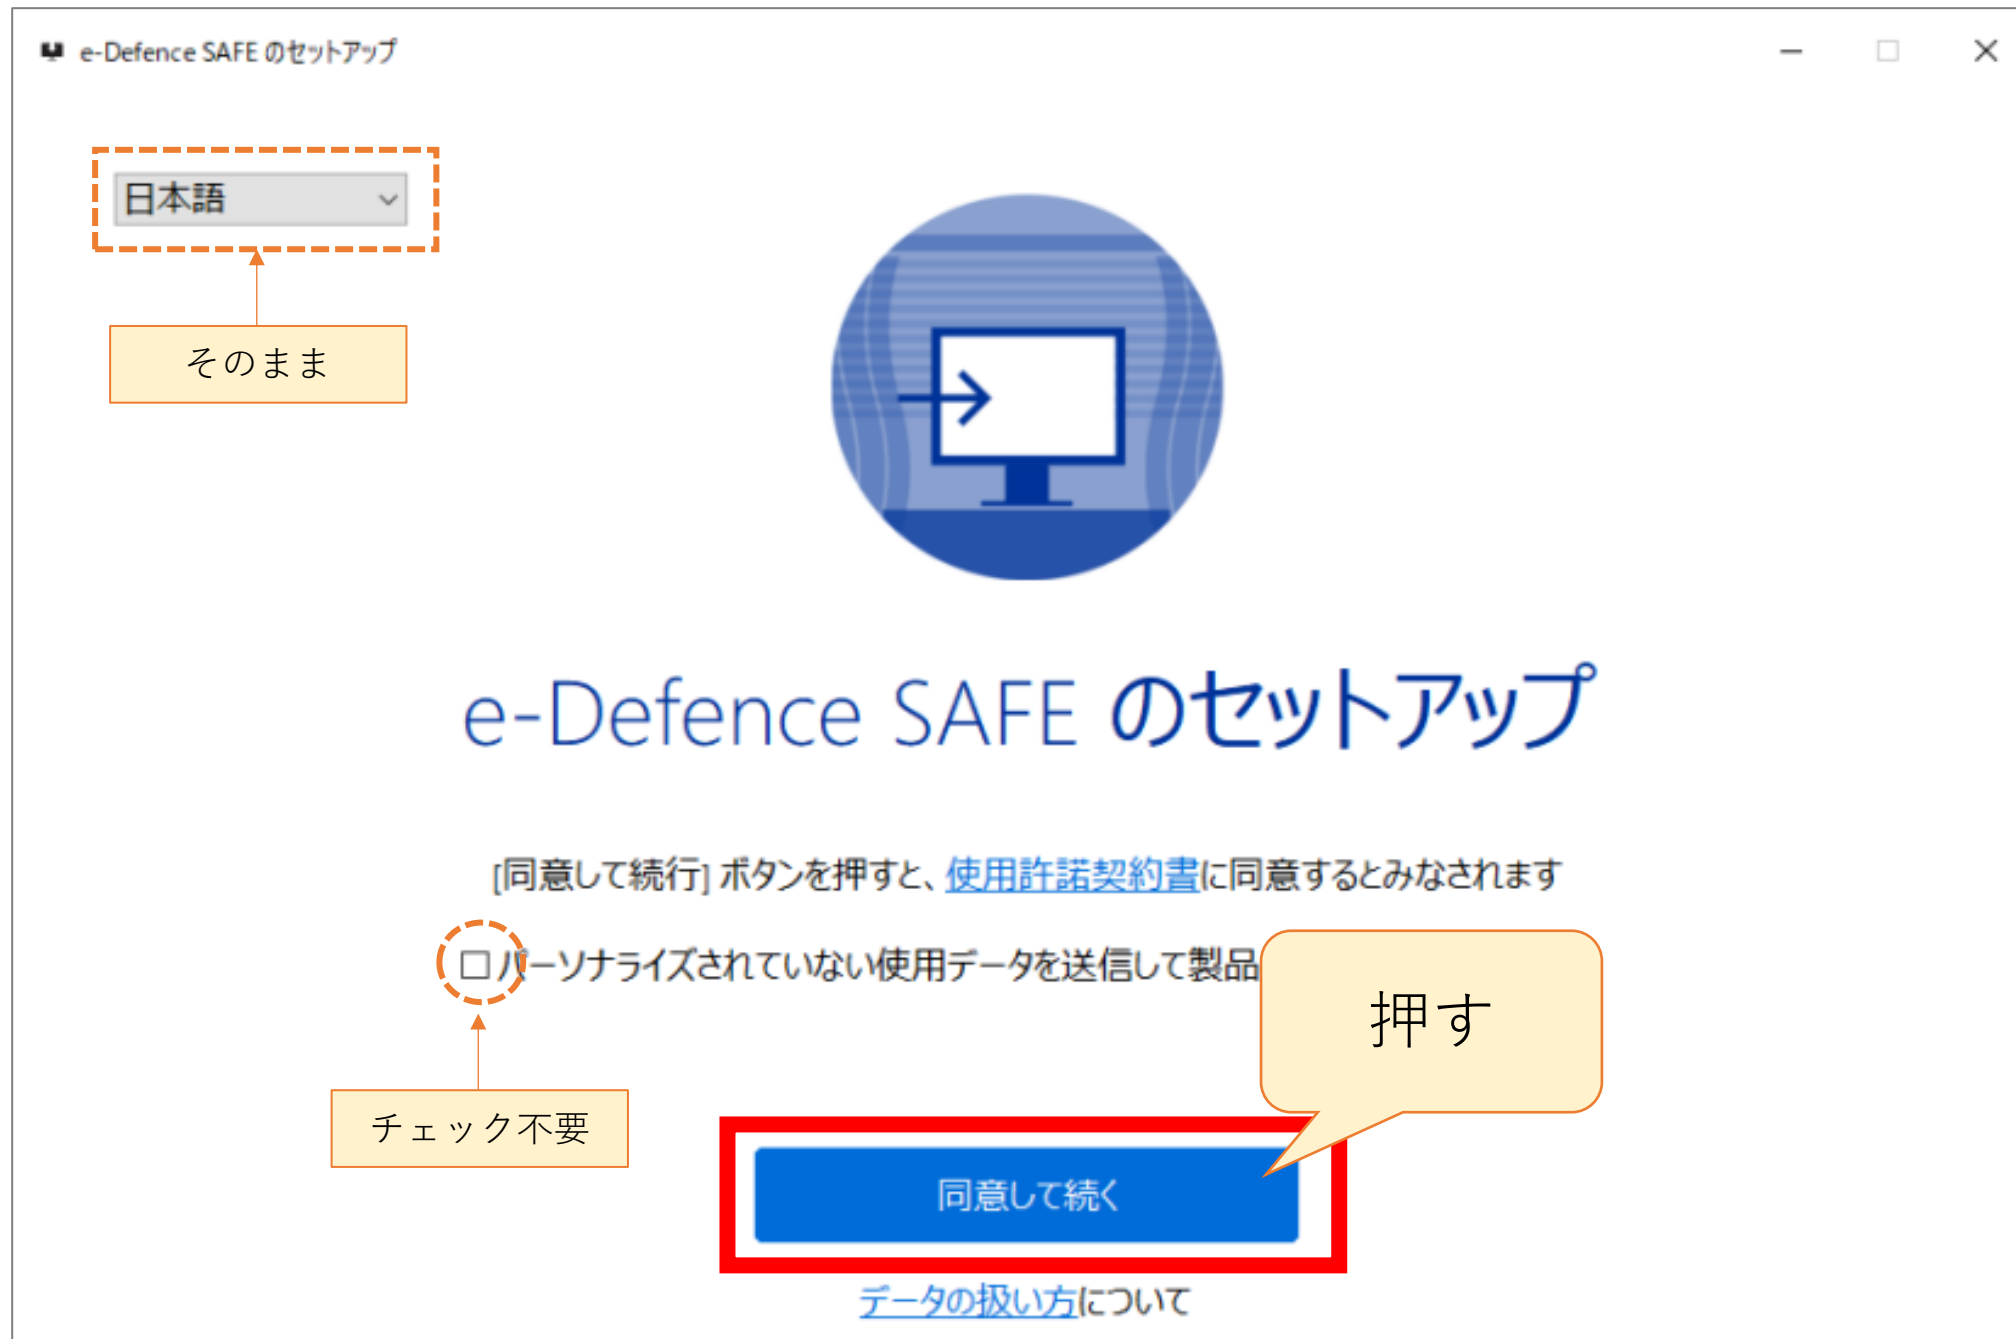 e-Defence SAFE のセットアップ
日本語
そのまま
e-Defence SAFE のセットアップ
[同意して続行] ボタンを押すと、使用許諾契約書に同意するとみなされます
パーソナライズされていない使用データを送信して製品
押す
チェック不要
同意して続く
データの扱い方について